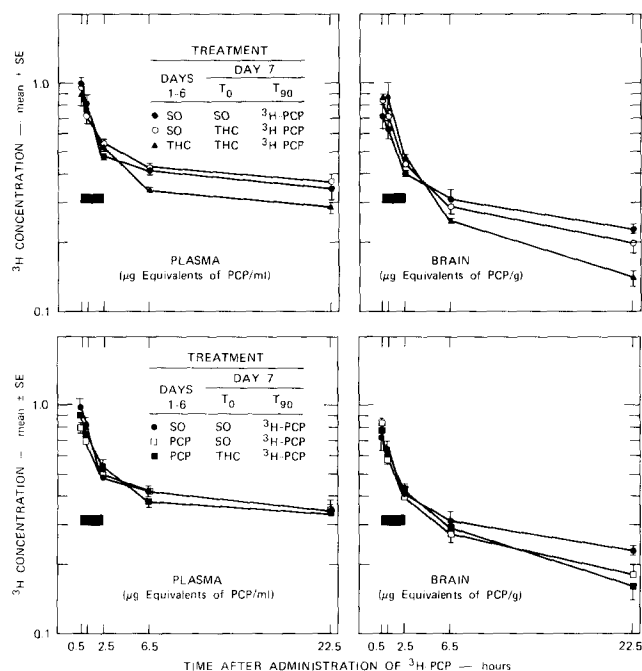 TREATMENT
DAY 7
DAYS 1-6 T0 T90
● SO SO ³H-PCP
○ SO THC ³H PCP
▲ THC THC ³H PCP
1.0
0.1
³H CONCENTRATION — mean ± SE
PLASMA
(μg Equivalents of PCP/ml)
BRAIN
(μg Equivalents of PCP/g)
TREATMENT
DAY 7
DAYS 1-6 T0 T90
● SO SO ³H-PCP
□ PCP SO ³H-PCP
■ PCP THC ³H-PCP
1.0
0.1
³H CONCENTRATION — mean ± SE
PLASMA
(μg Equivalents of PCP/ml)
BRAIN
(μg Equivalents of PCP/g)
0.5 2.5 6.5 22.5
0.5 2.5 6.5 22.5
TIME AFTER ADMINISTRATION OF ³H-PCP — hours